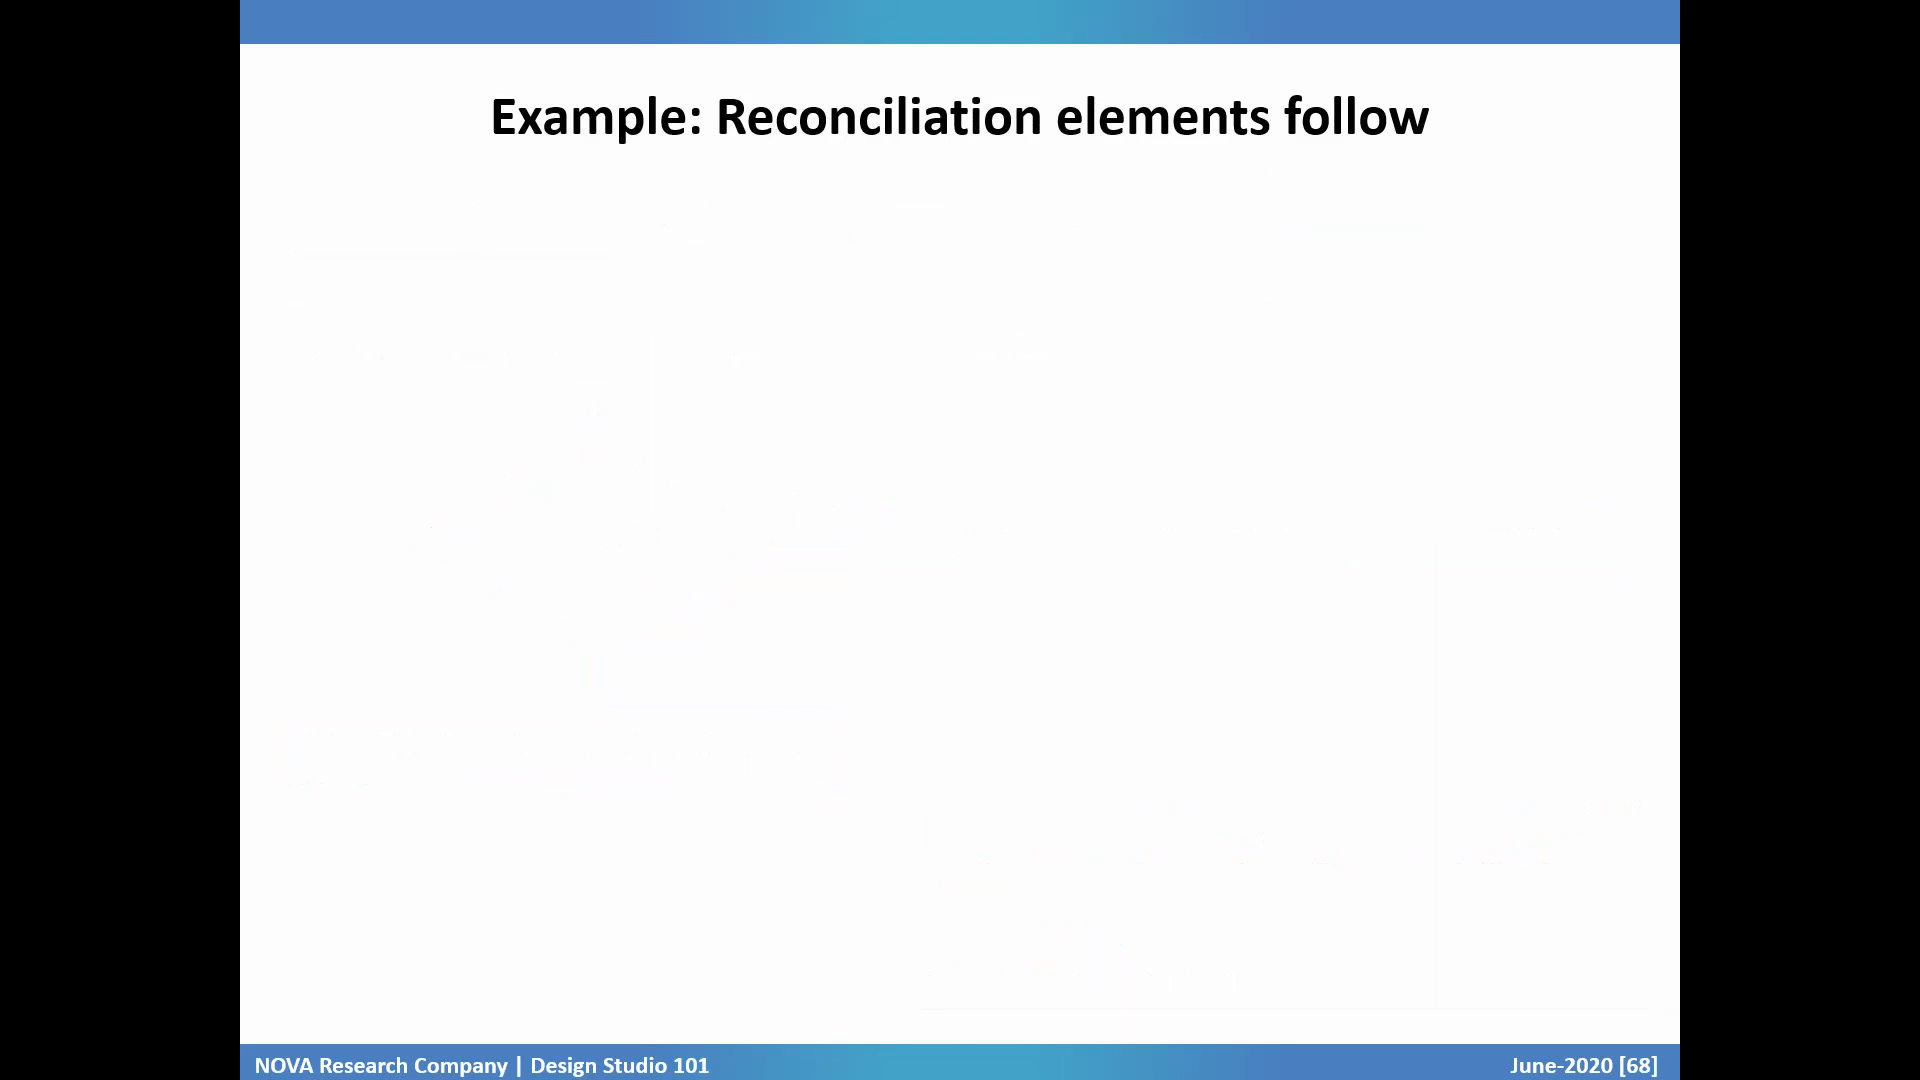 Example: Reconciliation elements follow
NOVA Research Company | Design Studio 101
June-2020 [68]